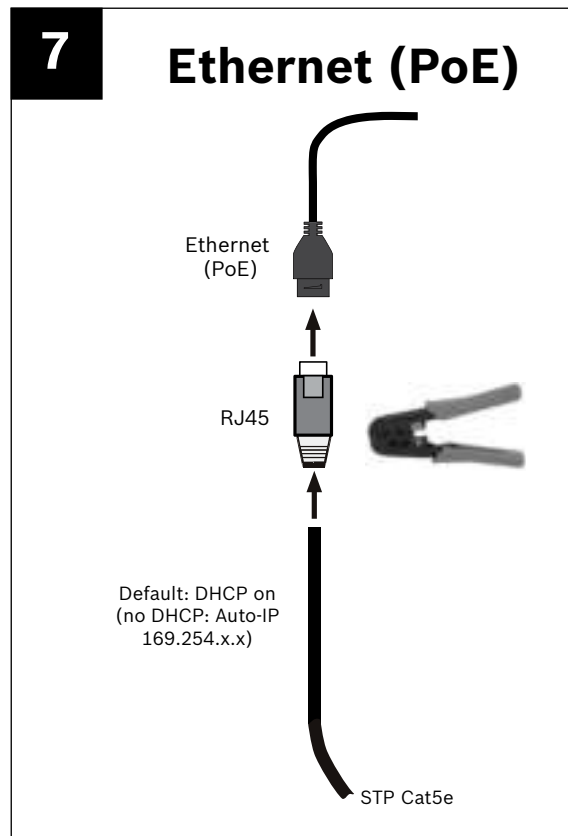 7
Ethernet (PoE)
Ethernet
(PoE)
RJ45
Default: DHCP on
(no DHCP: Auto-IP
169.254.x.x)
STP Cat5e